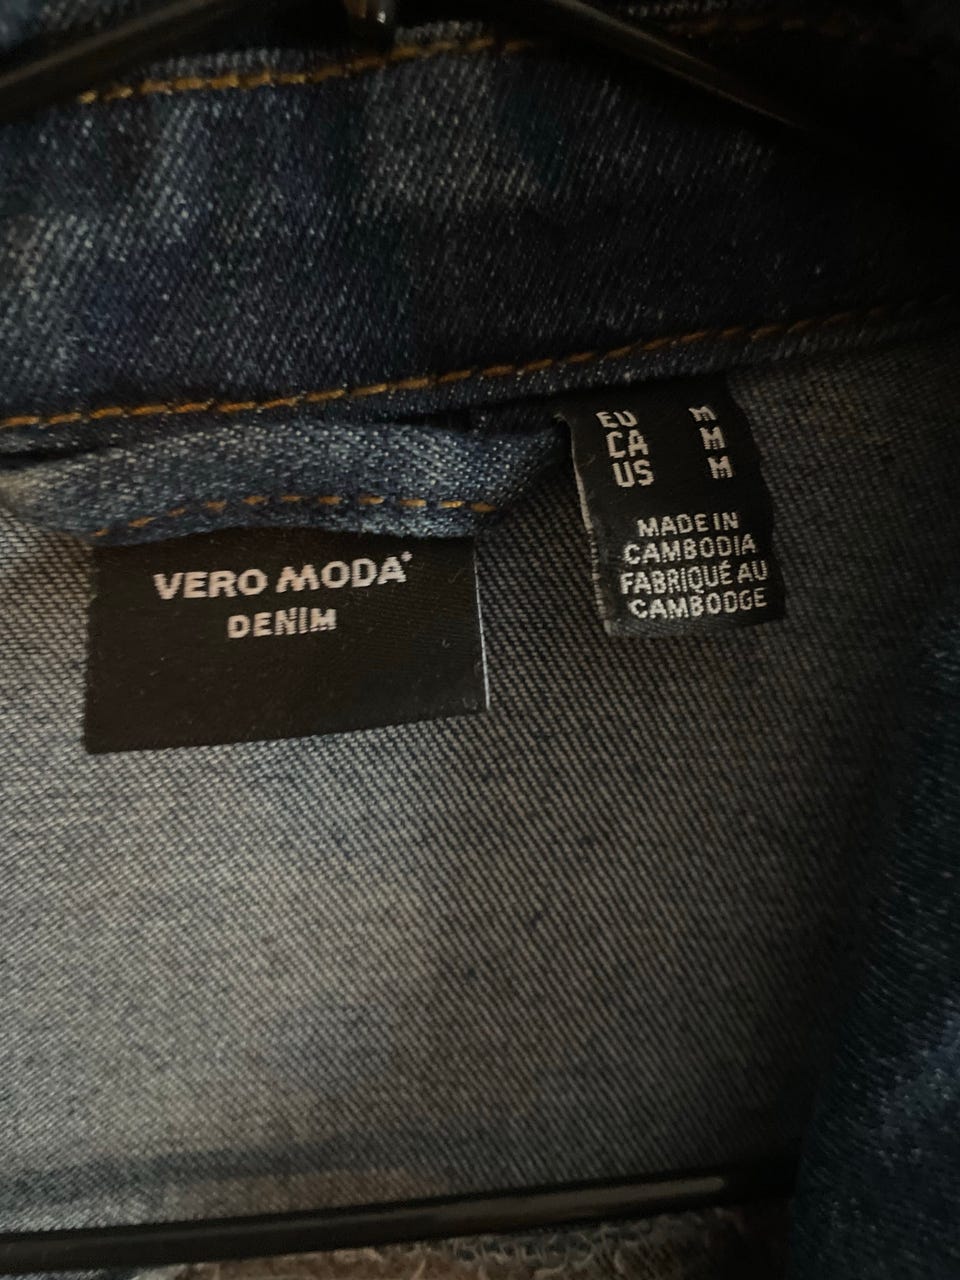 VERO MODA*
DENIM
EU M
CA M
US M
MADE IN
CAMBODIA
FABRIQUÉ AU
CAMBODGE